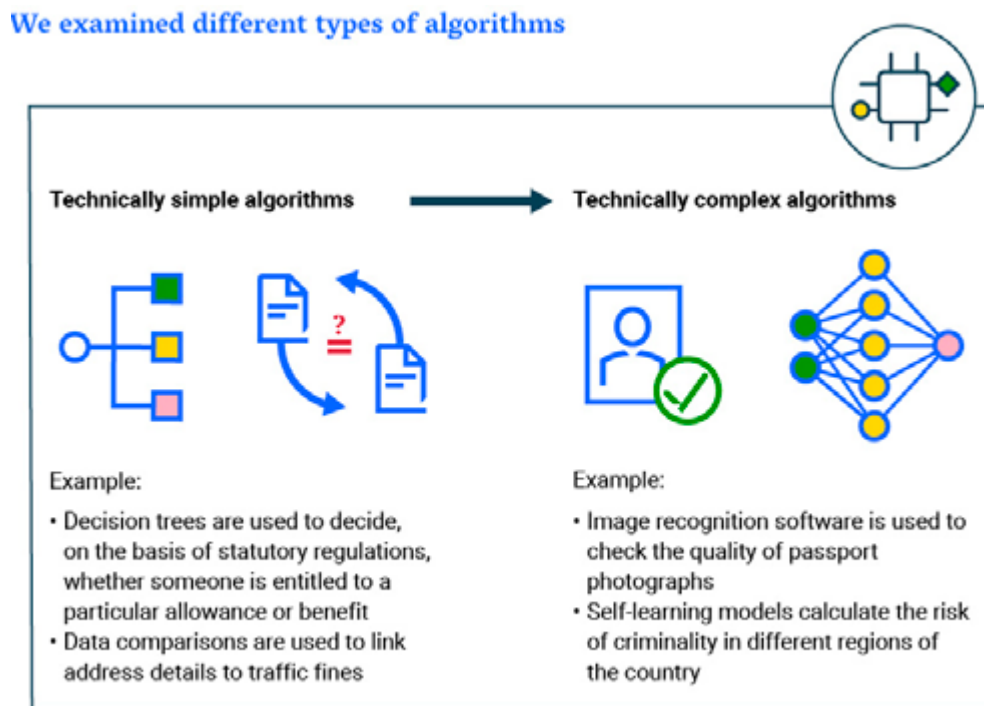 We examined different types of algorithms
Technically simple algorithms
Technically complex algorithms
?
=
Example:
• Decision trees are used to decide,
on the basis of statutory regulations,
whether someone is entitled to a
particular allowance or benefit
• Data comparisons are used to link
address details to traffic fines
Example:
• Image recognition software is used to
check the quality of passport
photographs
• Self-learning models calculate the risk
of criminality in different regions of
the country